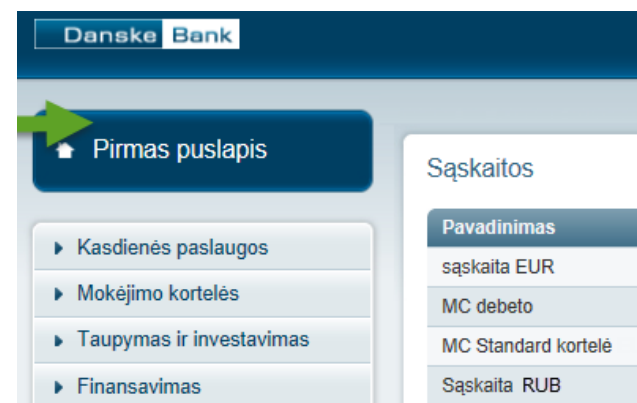 Danske Bank
Pirmas puslapis
Kasdienės paslaugos
Mokėjimo kortelės
Taupymas ir investavimas
Finansavimas
Sąskaitos
Pavadinimas
sąskaita EUR
MC debeto
MC Standard kortelė
Sąskaita RUB